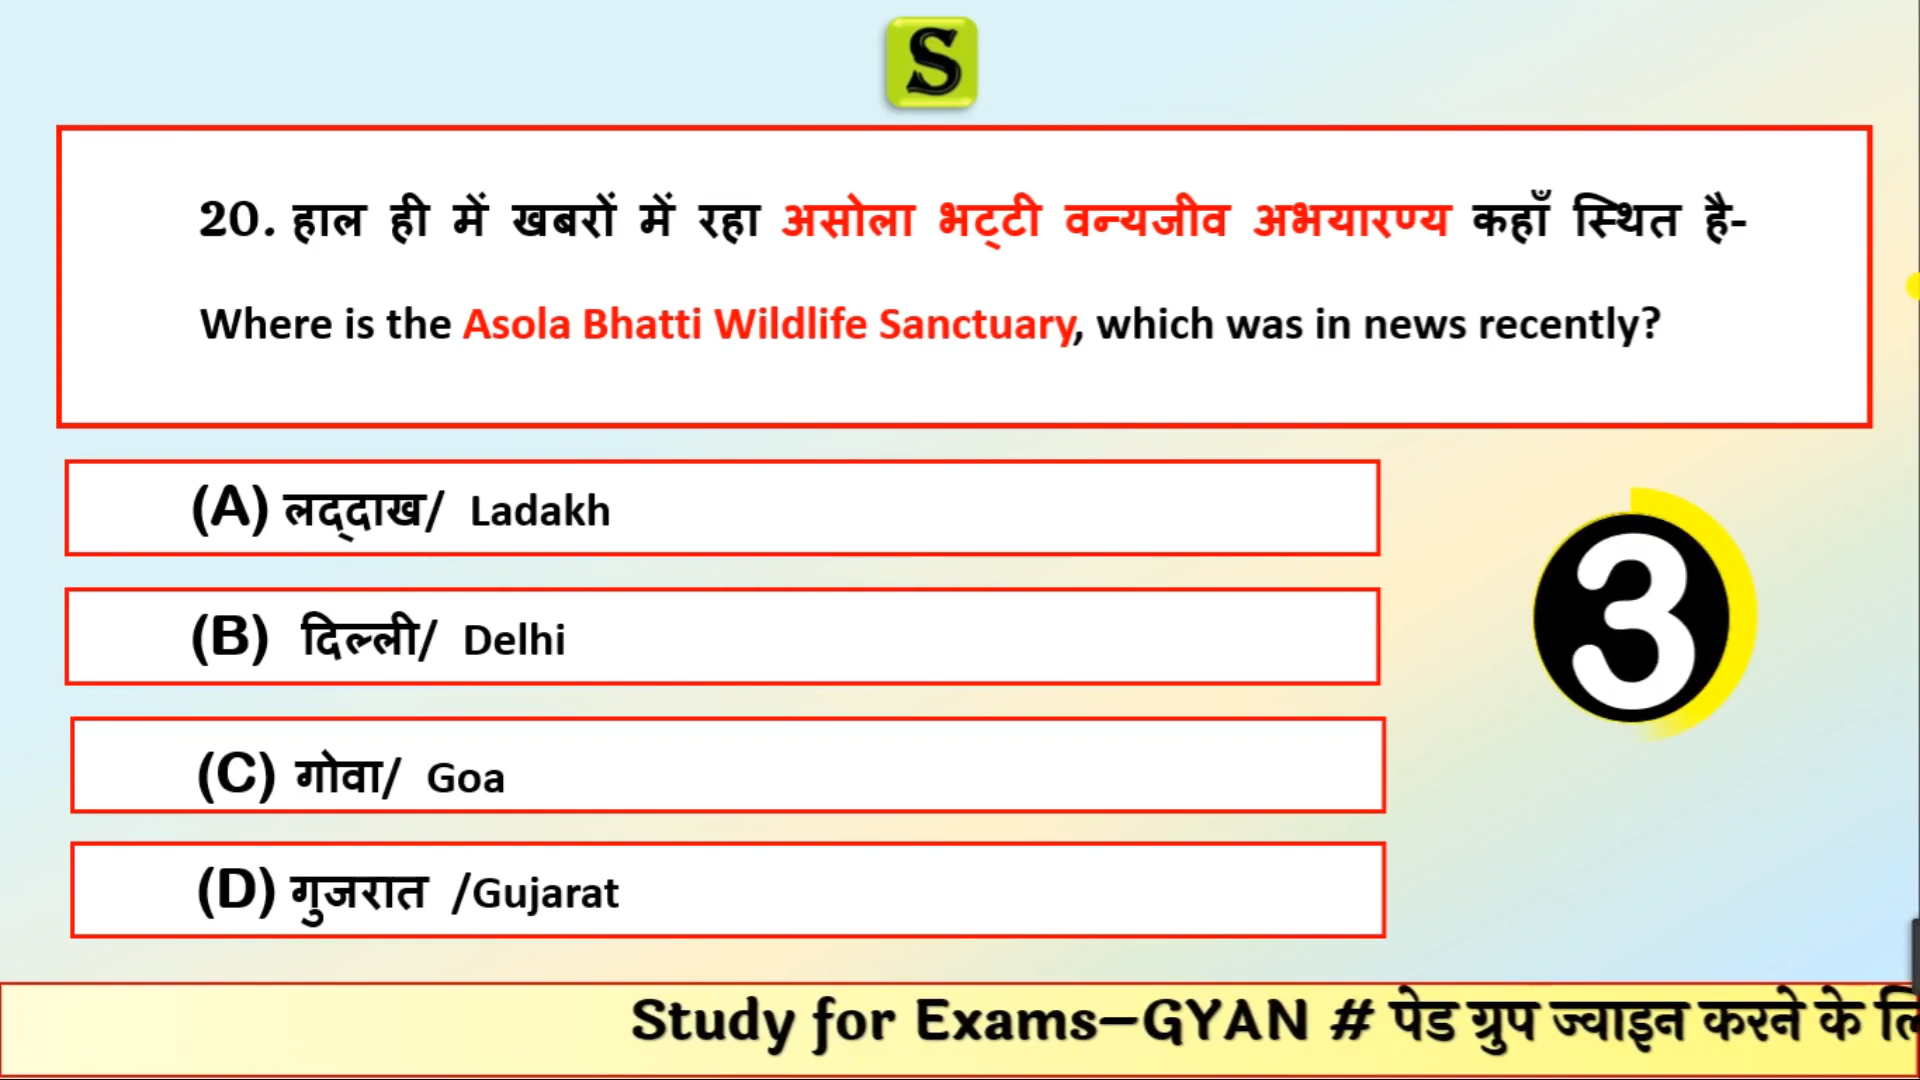 S
20. हाल ही में खबरों में रहा असोला भट्टी वन्यजीव अभयारण्य कहाँ स्थित है-
Where is the Asola Bhatti Wildlife Sanctuary, which was in news recently?
(A) लद्दाख/ Ladakh
3
(B) दिल्ली/ Delhi
(C) गोवा/ Goa
(D) गुजरात /Gujarat
Study for Exams–GYAN # पेड ग्रुप ज्वाइन करने के